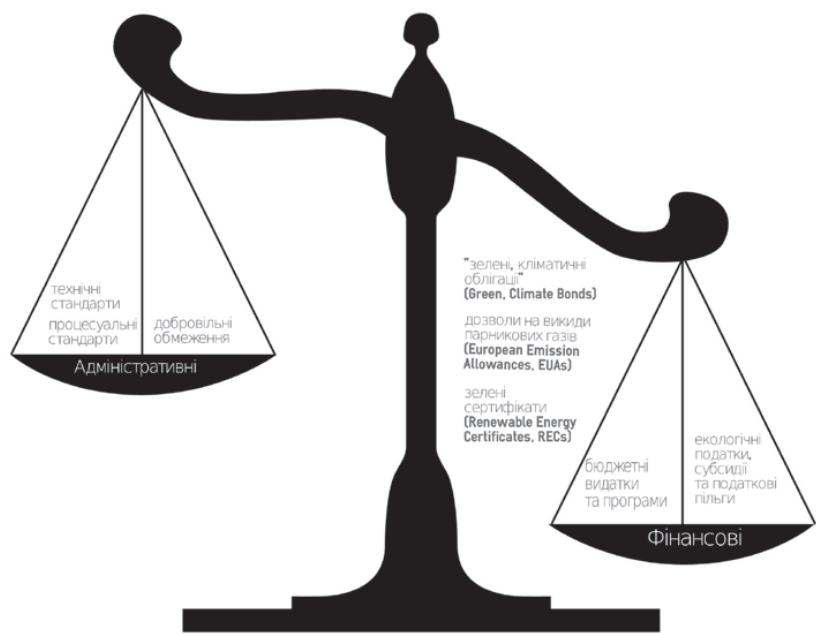 технічні
стандарти
процесуальні
стандарти
добровільні
обмеження
Адміністративні
"зелені, кліматичні
облігації"
(Green, Climate Bonds)
дозволи на викиди
парникових газів
(European Emission
Allowances, EUAs)
зелені
сертифікати
(Renewable Energy
Certificates, RECs)
бюджетні
видатки
та програми
екологічні
податки,
субсидії
та податкові
пільги
Фінансові